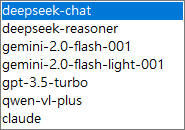 deepseek-chat
deepseek-reasoner
gemini-2.0-flash-001
gemini-2.0-flash-light-001
gpt-3.5-turbo
qwen-vl-plus
claude